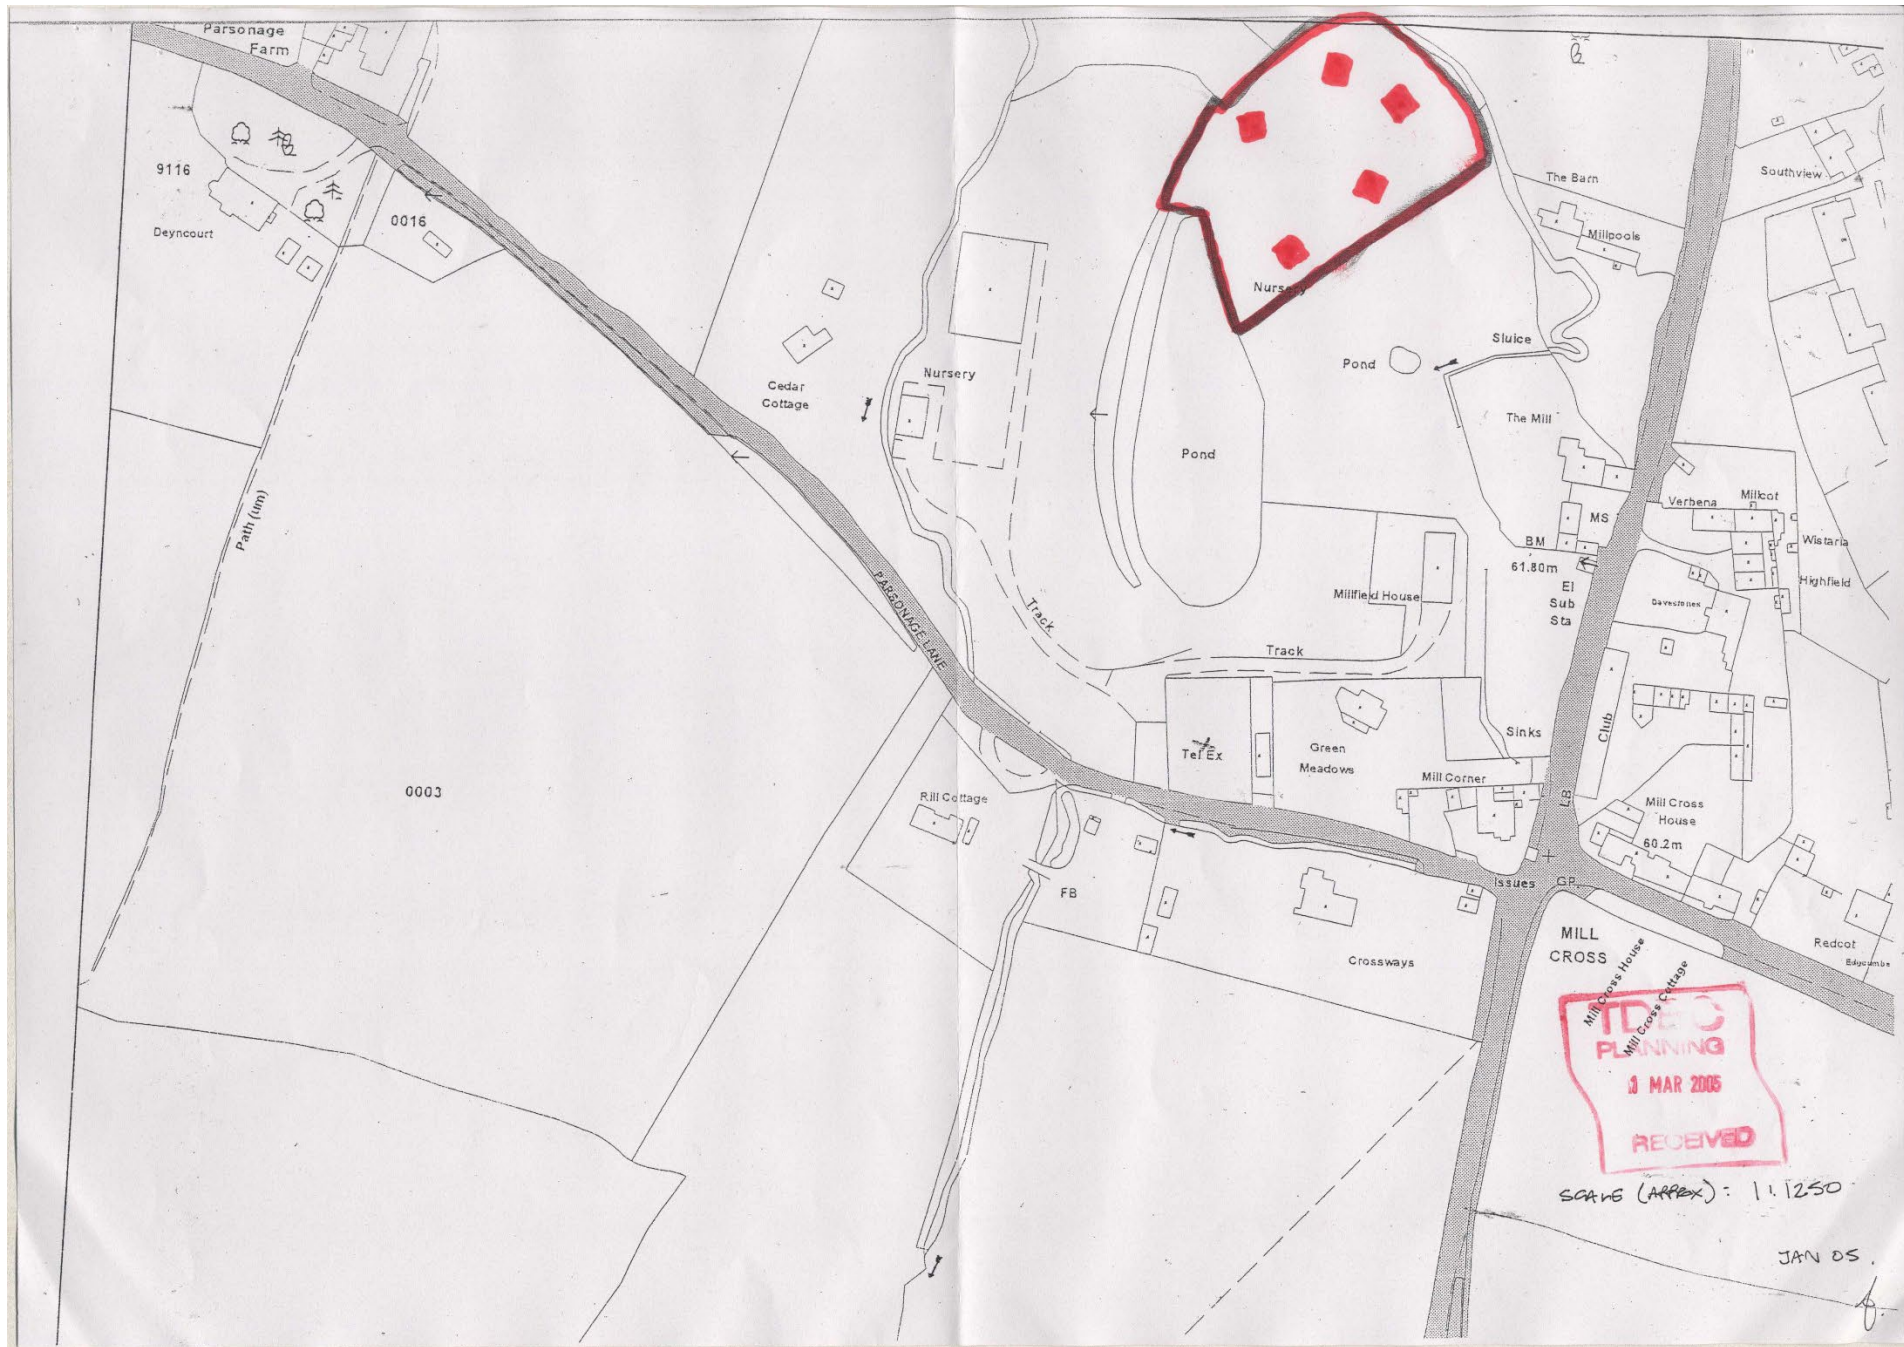 Parsonage
Farm
9116
Deyncourt
0016
Path (um)
0003
Cedar
Cottage
Nursery
PARSONAGE LANE
Track
Pond
Nursery
Pond
Sluice
The Barn
Millpools
Southview
The Mill
MS
BM
61.80m
El
Sub
Sta
Verbena
Millcot
Wistaria
Highfield
Davestones
Millfield House
Track
Tel Ex
Green
Meadows
Sinks
Mill Corner
Club
LB
Mill Cross
House
60.2m
Rill Cottage
FB
Issues
GP
Crossways
MILL
CROSS
Mill Cross House
Mill Cross Cottage
Redcot
Edgcumbe
PLANNING
MAR 2005
RECEIVED
SCALE (APPROX): 1:1250
JAN 05.